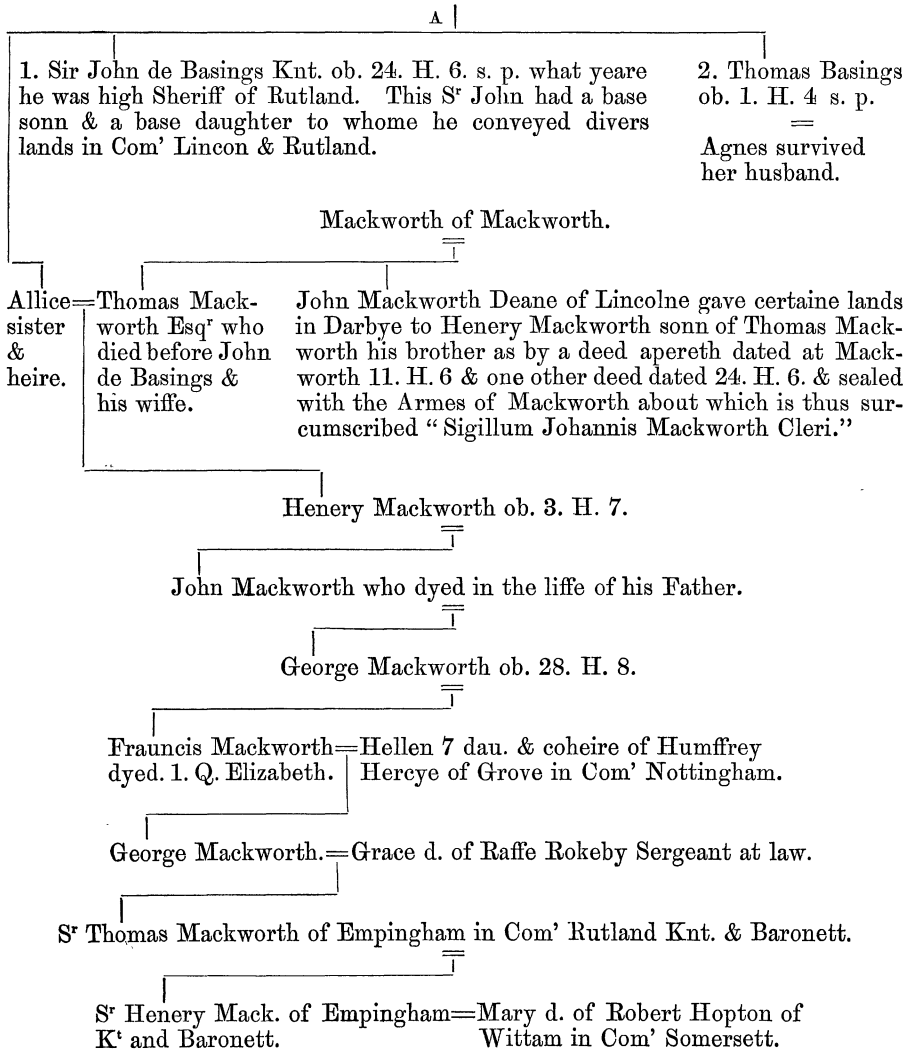 A
1. Sir John de Basings Knt. ob. 24. H. 6. s. p. what yeare
he was high Sheriff of Rutland. This Sʳ John had a base
sonn & a base daughter to whome he conveyed divers
lands in Com' Lincon & Rutland.
2. Thomas Basings
ob. 1. H. 4 s. p.
=
Agnes survived
her husband.
Mackworth of Mackworth.
=
Allice=Thomas Mack-
sister worth Esqʳ who
& died before John
heire. de Basings &
his wiffe.
John Mackworth Deane of Lincolne gave certaine lands
in Darbye to Henery Mackworth sonn of Thomas Mack-
worth his brother as by a deed apereth dated at Mack-
worth 11. H. 6 & one other deed dated 24. H. 6. & sealed
with the Armes of Mackworth about which is thus sur-
cumscribed "Sigillum Johannis Mackworth Cleri."
Henery Mackworth ob. 3. H. 7.
=
John Mackworth who dyed in the liffe of his Father.
=
George Mackworth ob. 28. H. 8.
=
Frauncis Mackworth=Hellen 7 dau. & coheire of Humffrey
dyed. 1. Q. Elizabeth. Hercye of Grove in Com' Nottingham.
George Mackworth.=Grace d. of Raffe Rokeby Sergeant at law.
Sʳ Thomas Mackworth of Empingham in Com' Rutland Knt. & Baronett.
=
Sʳ Henery Mack. of Empingham=Mary d. of Robert Hopton of
Kᵗ and Baronett. Wittam in Com' Somersett.